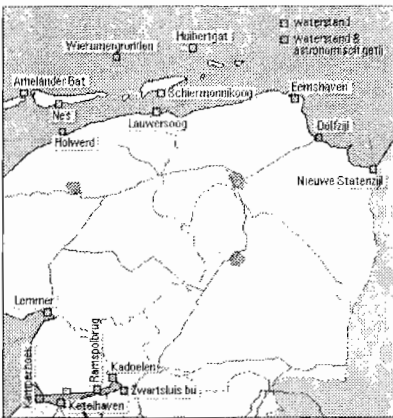 waterstand
waterstand &
astronomisch getij
Huibertgat
Wierumergronden
Amelander Gat
Schiermonnikoog
Eemshaven
Nes
Lauwersoog
Holwerd
Delfzijl
Nieuwe Statenzijl
Lemmer
Ramspolbrug
Kadoelen
Zwartsluis bu
Ketelhaven